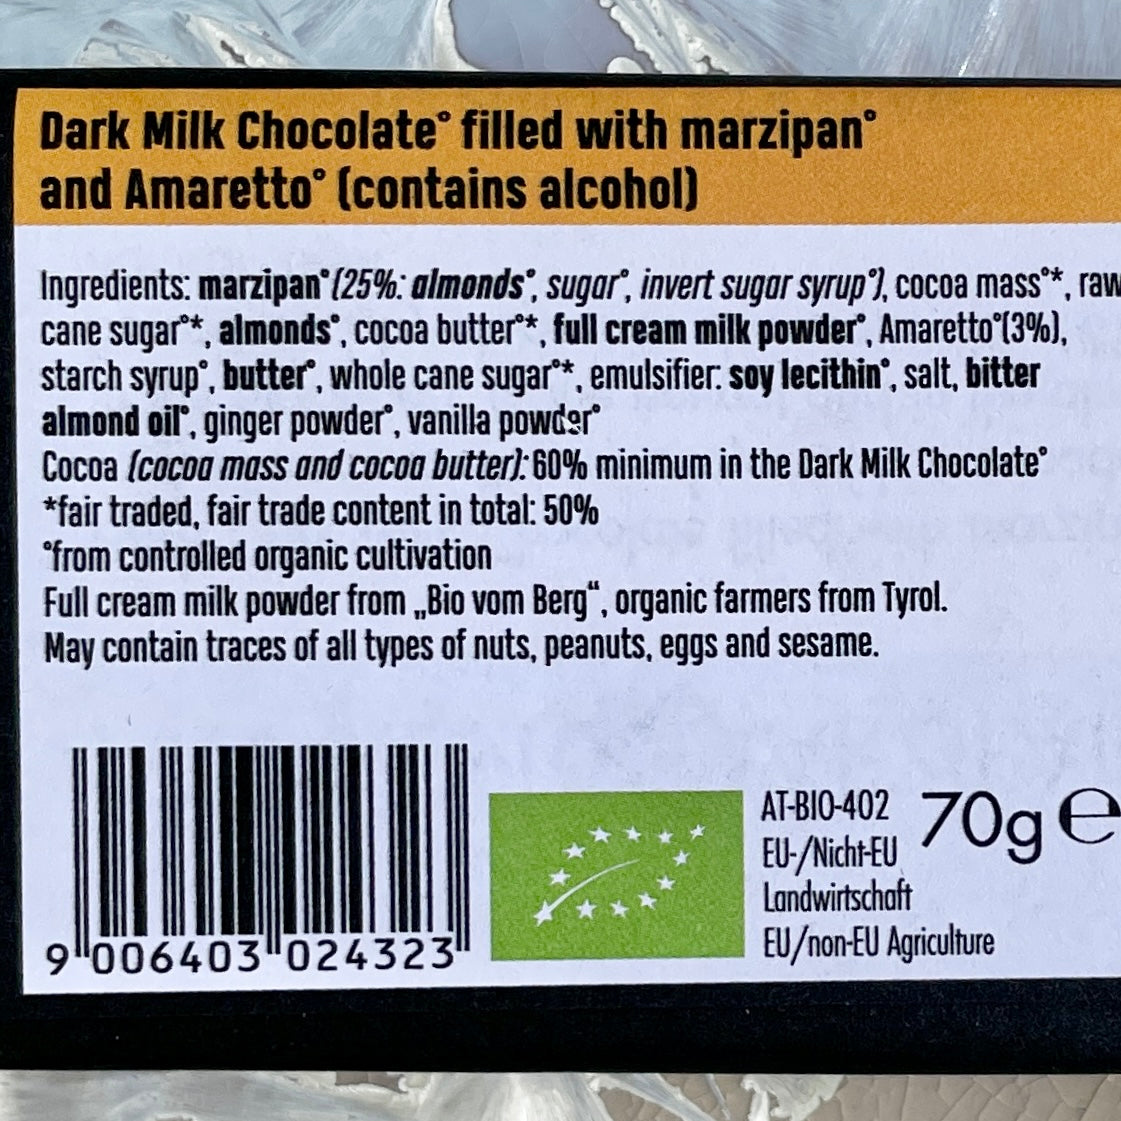 Dark Milk Chocolate° filled with marzipan°
and Amaretto° (contains alcohol)
Ingredients: marzipan°(25%: almonds°, sugar°, invert sugar syrup°), cocoa mass°*, raw
cane sugar°*, almonds°, cocoa butter°*, full cream milk powder°, Amaretto°(3%),
starch syrup°, butter°, whole cane sugar°*, emulsifier: soy lecithin°, salt, bitter
almond oil°, ginger powder°, vanilla powder°
Cocoa (cocoa mass and cocoa butter): 60% minimum in the Dark Milk Chocolate°
*fair traded, fair trade content in total: 50%
°from controlled organic cultivation
Full cream milk powder from „Bio vom Berg“, organic farmers from Tyrol.
May contain traces of all types of nuts, peanuts, eggs and sesame.
AT-BIO-402
EU-/Nicht-EU
Landwirtschaft
EU/non-EU Agriculture
70g e
9 006403 024323